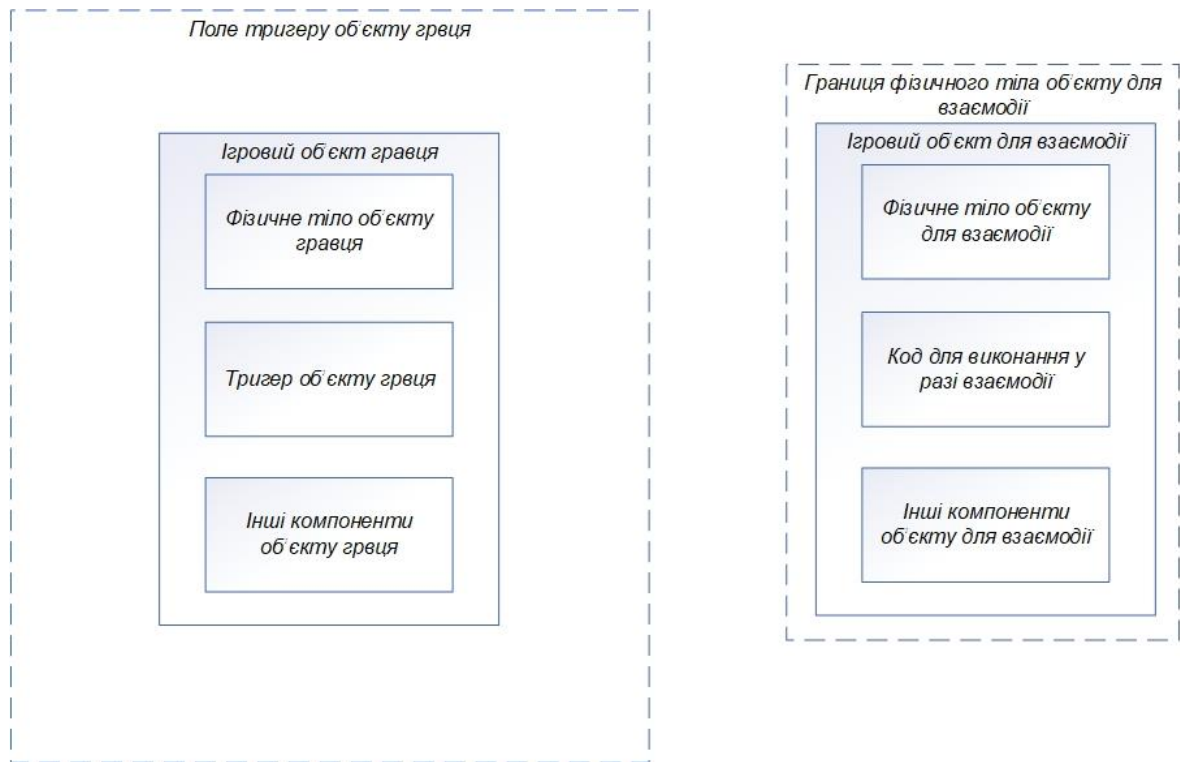 Поле тригеру об'єкту грвця
Ігровий об'єкт гравця
Фізичне тіло об'єкту
гравця
Тригер об'єкту грвця
Інші компоненти
об'єкту грвця
Границя фізичного тіла об'єкту для
взаємодії
Ігровий об'єкт для взаємодії
Фізичне тіло об'єкту
для взаємодії
Код для виконання у
разі взаємодії
Інші компоненти
об'єкту для взаємодії